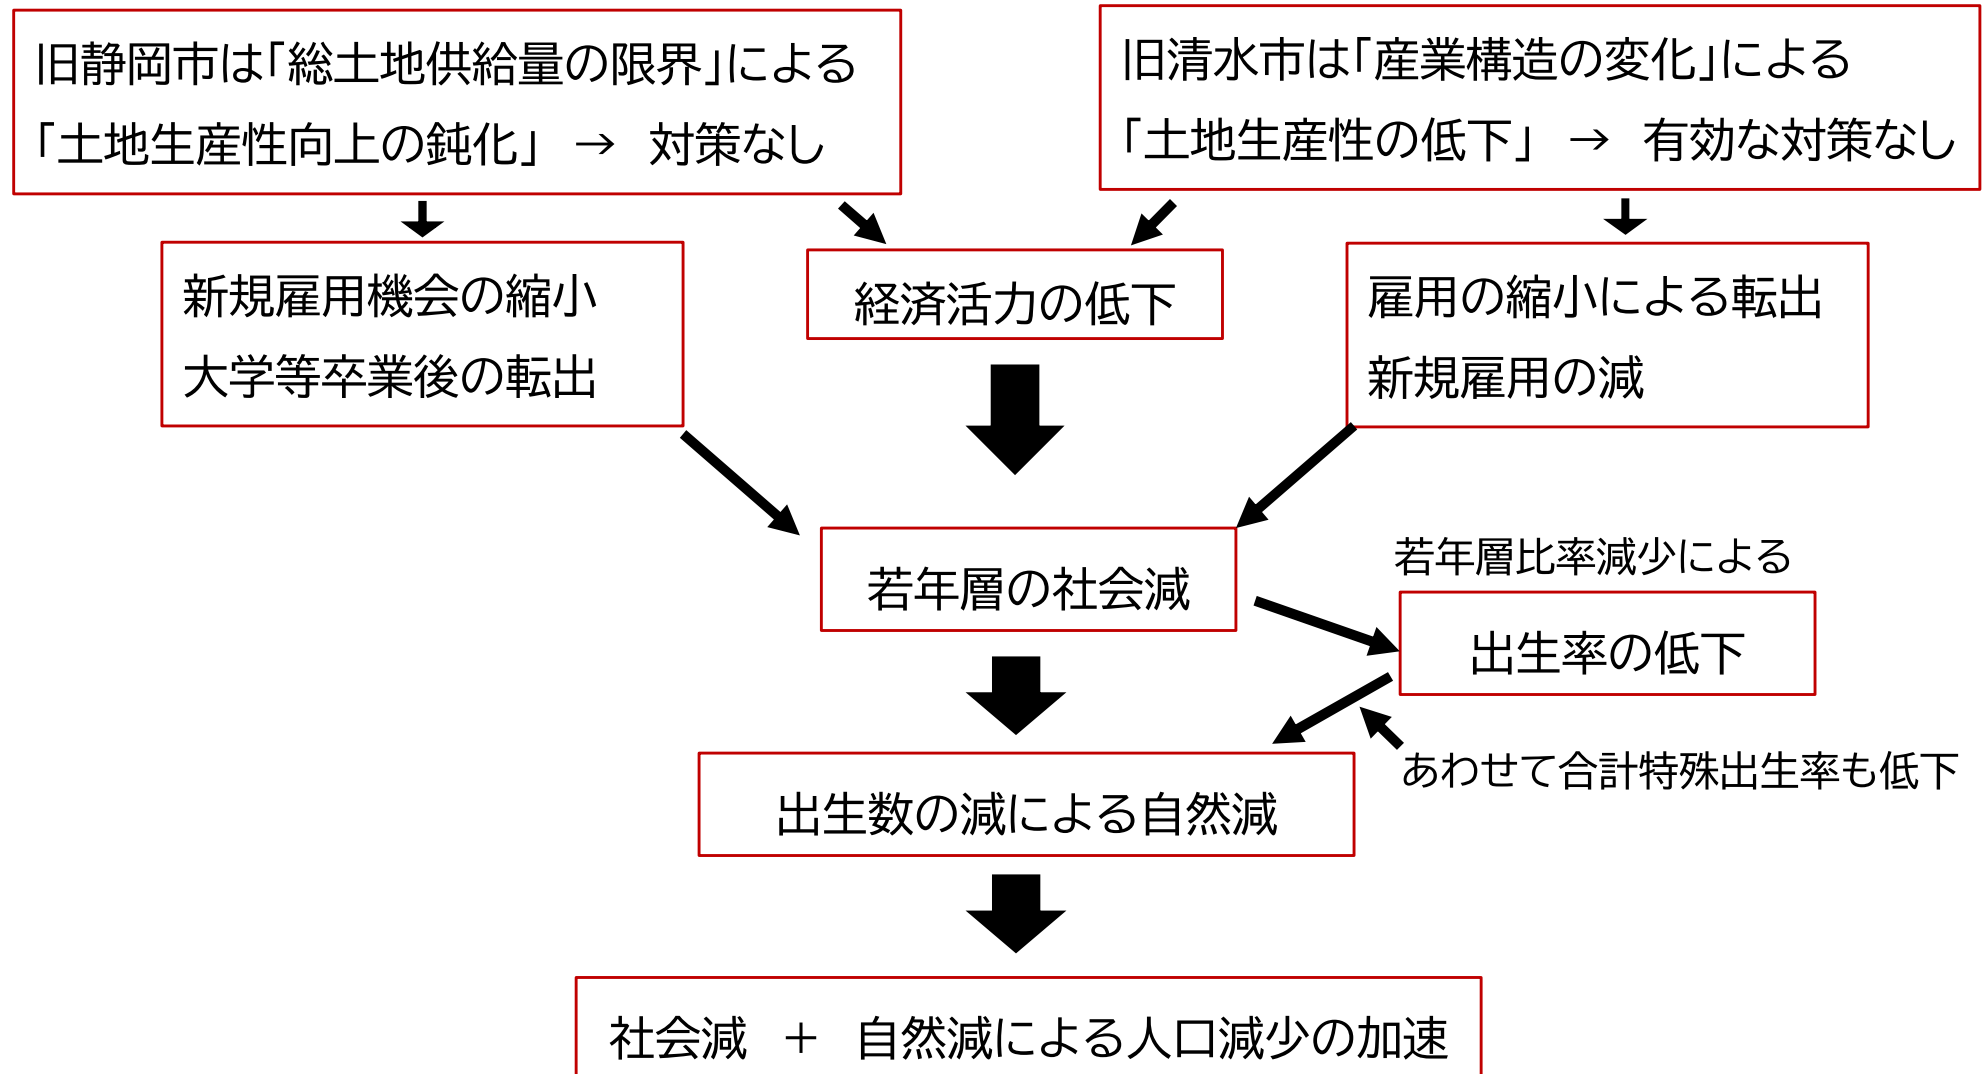 旧静岡市は「総土地供給量の限界」による
「土地生産性向上の鈍化」 → 対策なし
旧清水市は「産業構造の変化」による
「土地生産性の低下」 → 有効な対策なし
新規雇用機会の縮小
大学等卒業後の転出
経済活力の低下
雇用の縮小による転出
新規雇用の減
若年層の社会減
若年層比率減少による
出生率の低下
あわせて合計特殊出生率も低下
出生数の減による自然減
社会減 + 自然減による人口減少の加速